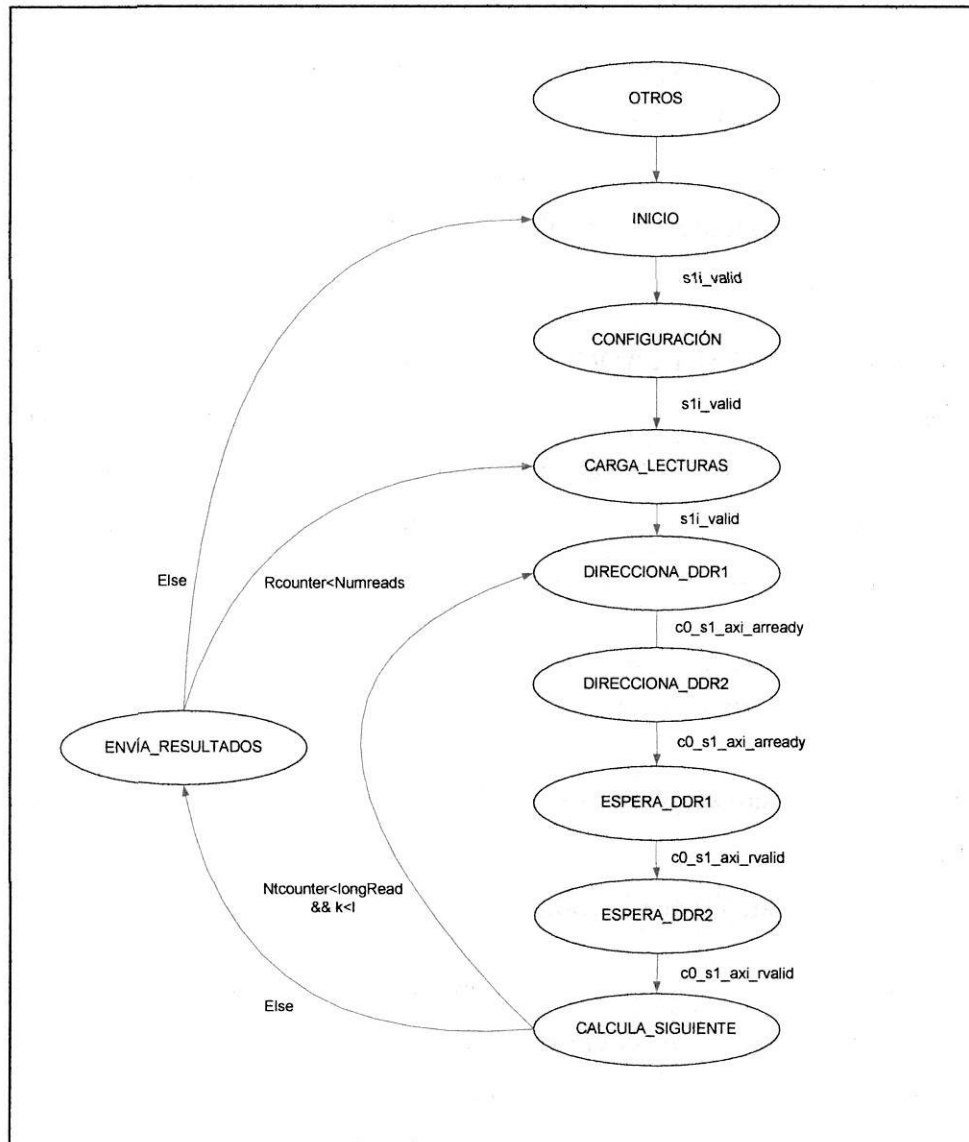 OTROS
INICIO
s1i_valid
CONFIGURACIÓN
s1i_valid
CARGA_LECTURAS
s1i_valid
Else
Rcounter<Numreads
DIRECCIONA_DDR1
c0_s1_axi_arready
DIRECCIONA_DDR2
ENVÍA_RESULTADOS
c0_s1_axi_arready
ESPERA_DDR1
c0_s1_axi_rvalid
Ntcounter<longRead
&& k<l
ESPERA_DDR2
c0_s1_axi_rvalid
Else
CALCULA_SIGUIENTE